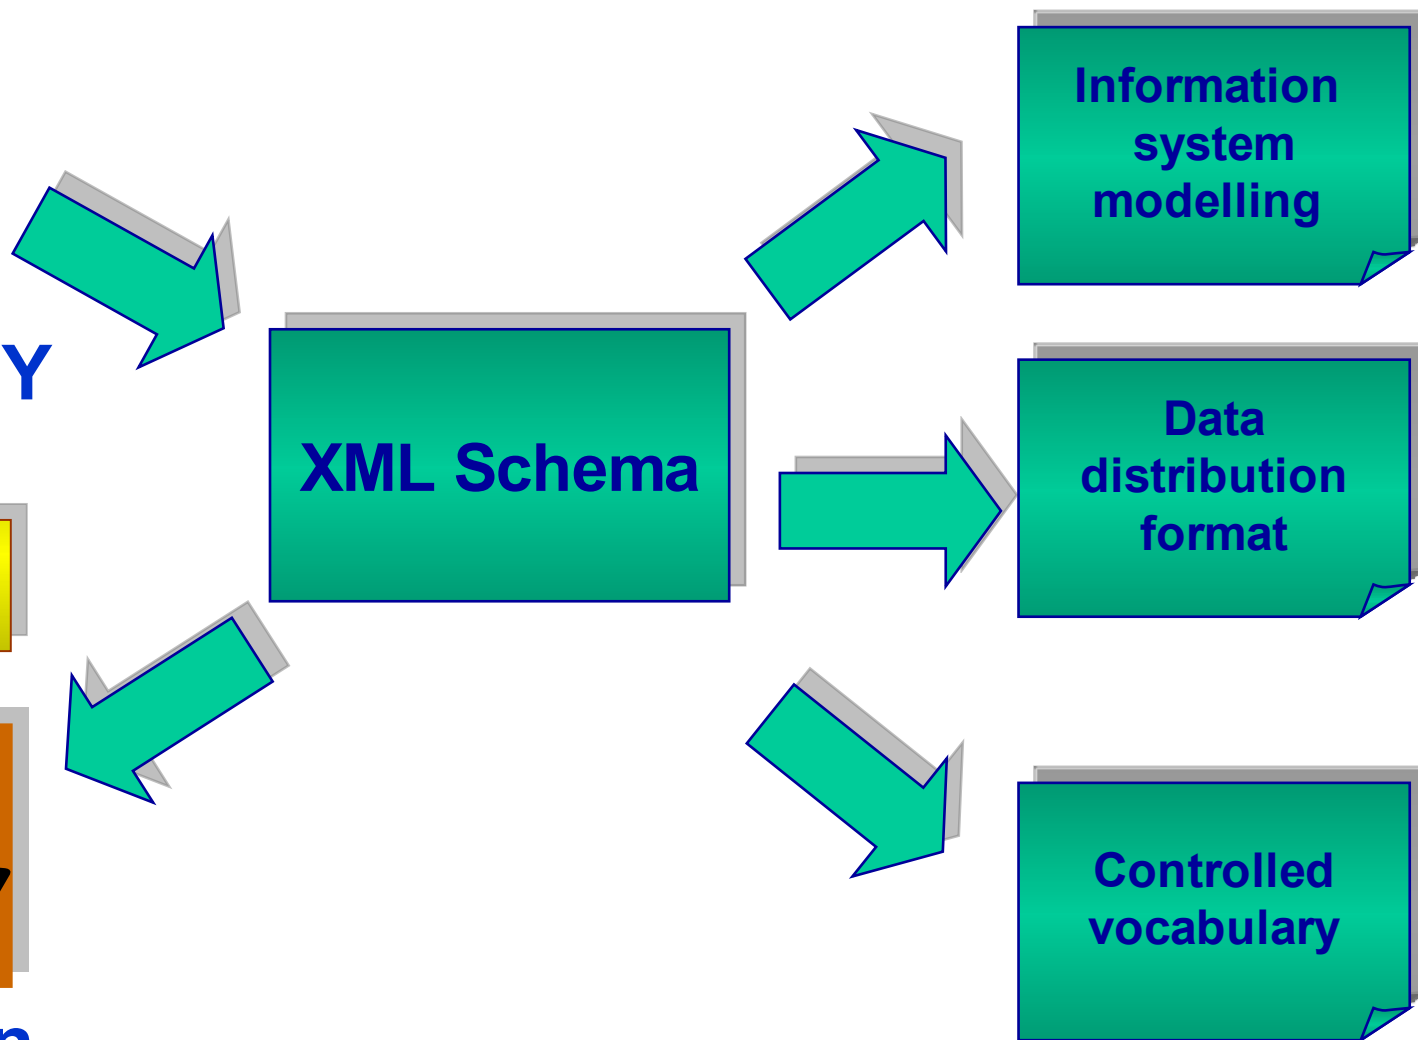 Information
system
modelling
Y
XML Schema
Data
distribution
format
Controlled
vocabulary